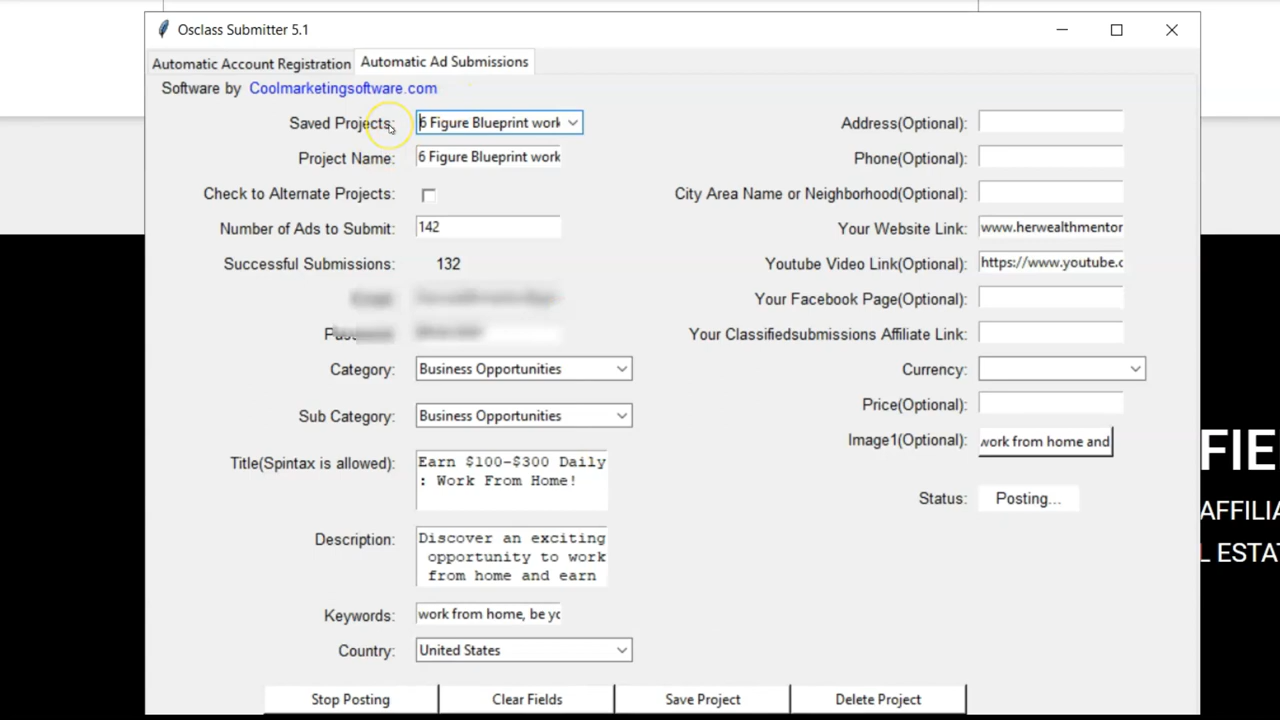 Osclass Submitter 5.1
Automatic Account Registration
Automatic Ad Submissions
Software by Coolmarketingsoftware.com
Saved Projects:
6 Figure Blueprint work
Project Name:
6 Figure Blueprint work
Check to Alternate Projects:
Number of Ads to Submit:
142
Successful Submissions:
132
Category:
Business Opportunities
Sub Category:
Business Opportunities
Title(Spintax is allowed):
Earn $100-$300 Daily
: Work From Home!
Description:
Discover an exciting
opportunity to work
from home and earn
Keywords:
work from home, be yo
Country:
United States
Address(Optional):
Phone(Optional):
City Area Name or Neighborhood(Optional):
Your Website Link:
www.herwealthmentor
Youtube Video Link(Optional):
https://www.youtube.c
Your Facebook Page(Optional):
Your Classifiedsubmissions Affiliate Link:
Currency:
Price(Optional):
Image1(Optional):
work from home and
Status:
Posting...
Stop Posting
Clear Fields
Save Project
Delete Project
FIE
AFFILIA
L ESTAT